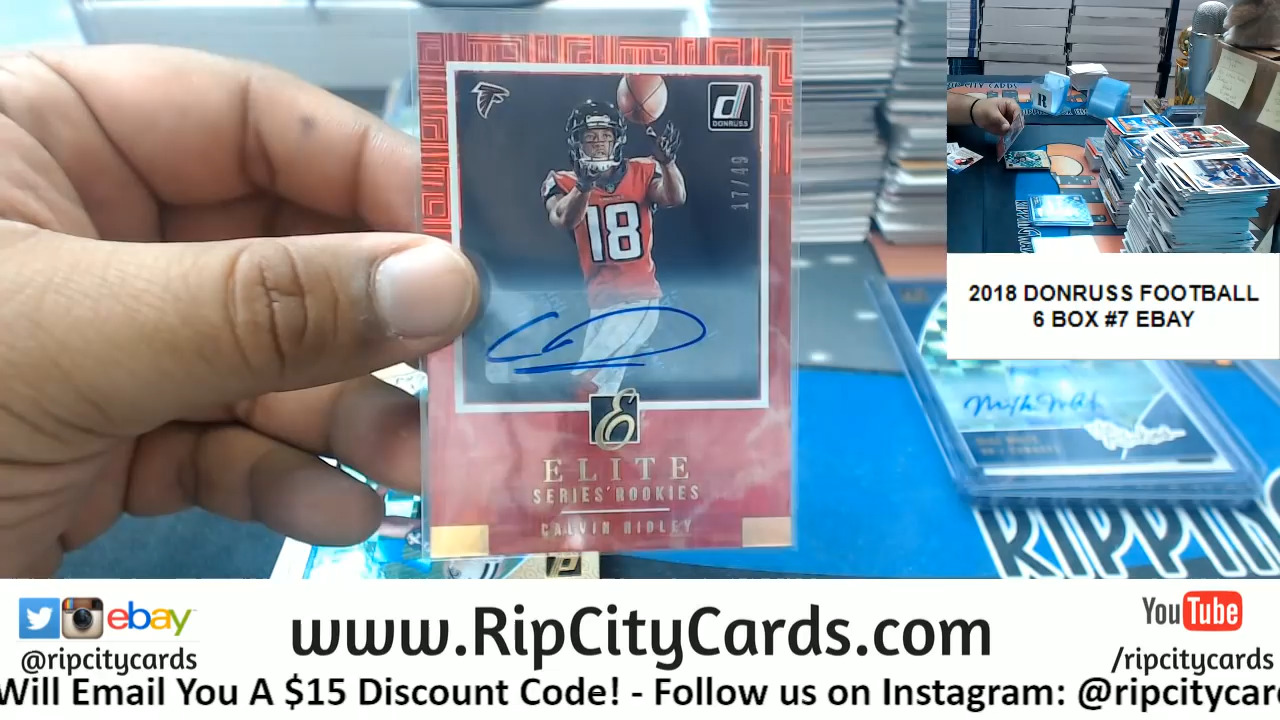 DONRUSS
17/49
18
E
ELITE
SERIES ROOKIES
CALVIN RIDLEY
R
2018 DONRUSS FOOTBALL
6 BOX #7 EBAY
RIPPIN
ebay
@ripcitycards
www.RipCityCards.com
YouTube
/ripcitycards
Will Email You A $15 Discount Code! - Follow us on Instagram: @ripcitycar